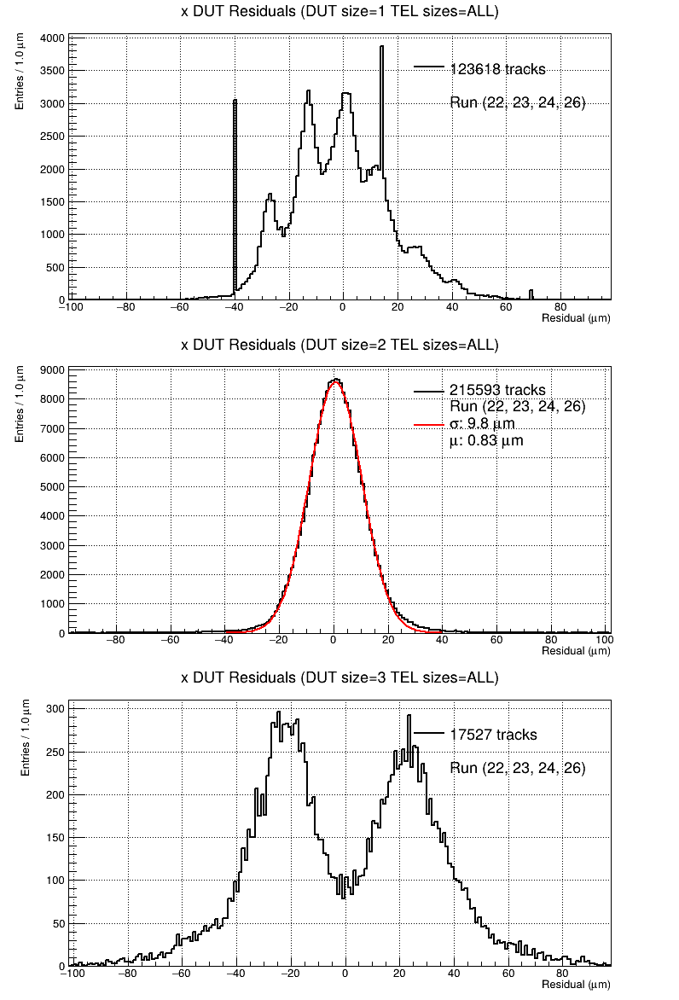 x DUT Residuals (DUT size=1 TEL sizes=ALL)
Entries / 1.0 μm
4000
3500
3000
2500
2000
1500
1000
500
0
123618 tracks
Run (22, 23, 24, 26)
−100 −80 −60 −40 −20 0 20 40 60 80
Residual (μm)
x DUT Residuals (DUT size=2 TEL sizes=ALL)
Entries / 1.0 μm
9000
8000
7000
6000
5000
4000
3000
2000
1000
0
215593 tracks
Run (22, 23, 24, 26)
σ: 9.8 μm
μ: 0.83 μm
−80 −60 −40 −20 0 20 40 60 80 100
Residual (μm)
x DUT Residuals (DUT size=3 TEL sizes=ALL)
Entries / 1.0 μm
300
250
200
150
100
50
0
17527 tracks
Run (22, 23, 24, 26)
−100 −80 −60 −40 −20 0 20 40 60 80
Residual (μm)